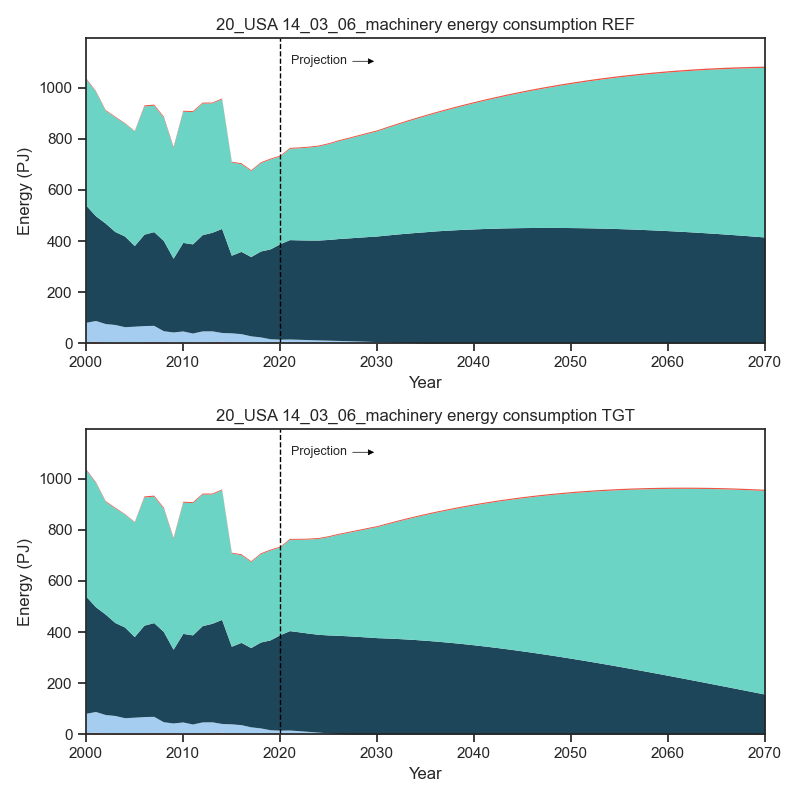 20_USA 14_03_06_machinery energy consumption REF
Projection
Energy (PJ)
1000
800
600
400
200
0
2000 2010 2020 2030 2040 2050 2060 2070
Year
20_USA 14_03_06_machinery energy consumption TGT
Projection
Energy (PJ)
1000
800
600
400
200
0
2000 2010 2020 2030 2040 2050 2060 2070
Year